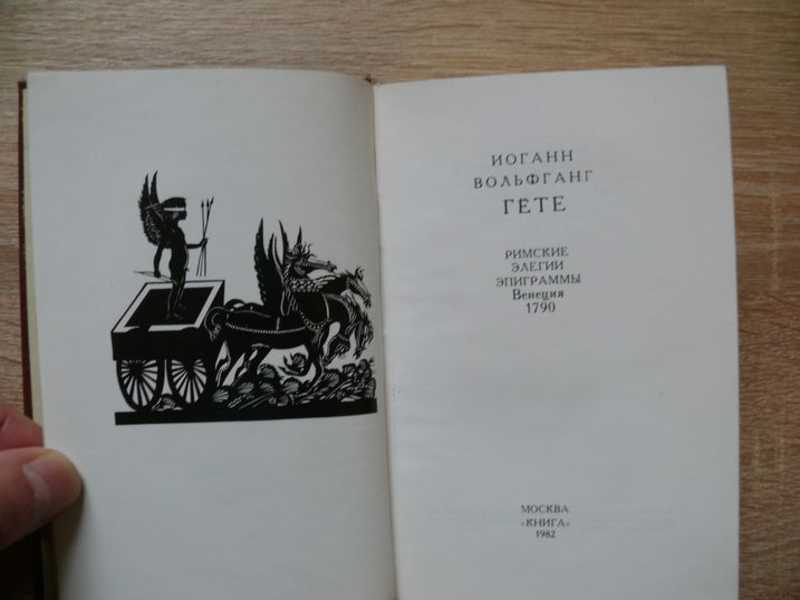 ИОГАНН
ВОЛЬФГАНГ
ГЕТЕ
РИМСКИЕ
ЭЛЕГИИ
ЭПИГРАММЫ
Венеция
1790
МОСКВА
«КНИГА»
1982